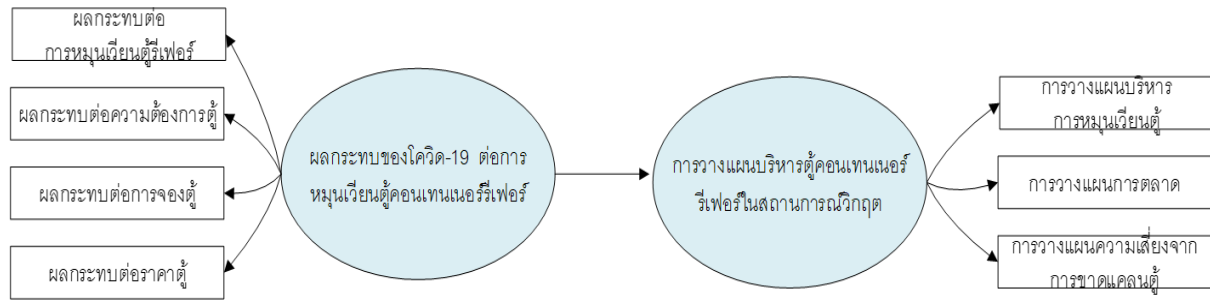 ผลกระทบต่อ
การหมุนเวียนตู้รีเฟอร์
ผลกระทบต่อความต้องการตู้
ผลกระทบต่อการจองตู้
ผลกระทบต่อราคาตู้
ผลกระทบของโควิด-19 ต่อการ
หมุนเวียนตู้คอนเทนเนอร์รีเฟอร์
การวางแผนบริหารตู้คอนเทนเนอร์
รีเฟอร์ในสถานการณ์วิกฤต
การวางแผนบริหาร
การหมุนเวียนตู้
การวางแผนการตลาด
การวางแผนความเสี่ยงจาก
การขาดแคลนตู้